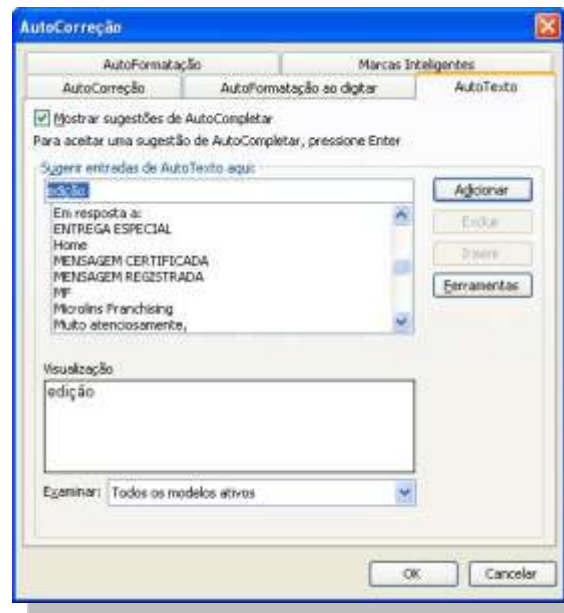 AutoCorreção
AutoFormatação
Marcas Inteligentes
AutoCorreção
AutoFormatação ao digitar
AutoTexto
Mostrar sugestões de AutoCompletar
Para aceitar uma sugestão de AutoCompletar, pressione Enter
Sugerir entradas de AutoTexto aqui:
edição
Adicionar
Em resposta a:
Excluir
ENTREGA ESPECIAL
Home
Inserir
MENSAGEM CERTIFICADA
MENSAGEM REGISTRADA
Ferramentas
MF
Microlins Franchising
Muito atenciosamente,
Visualização
edição
Examinar: Todos os modelos ativos
OK
Cancelar